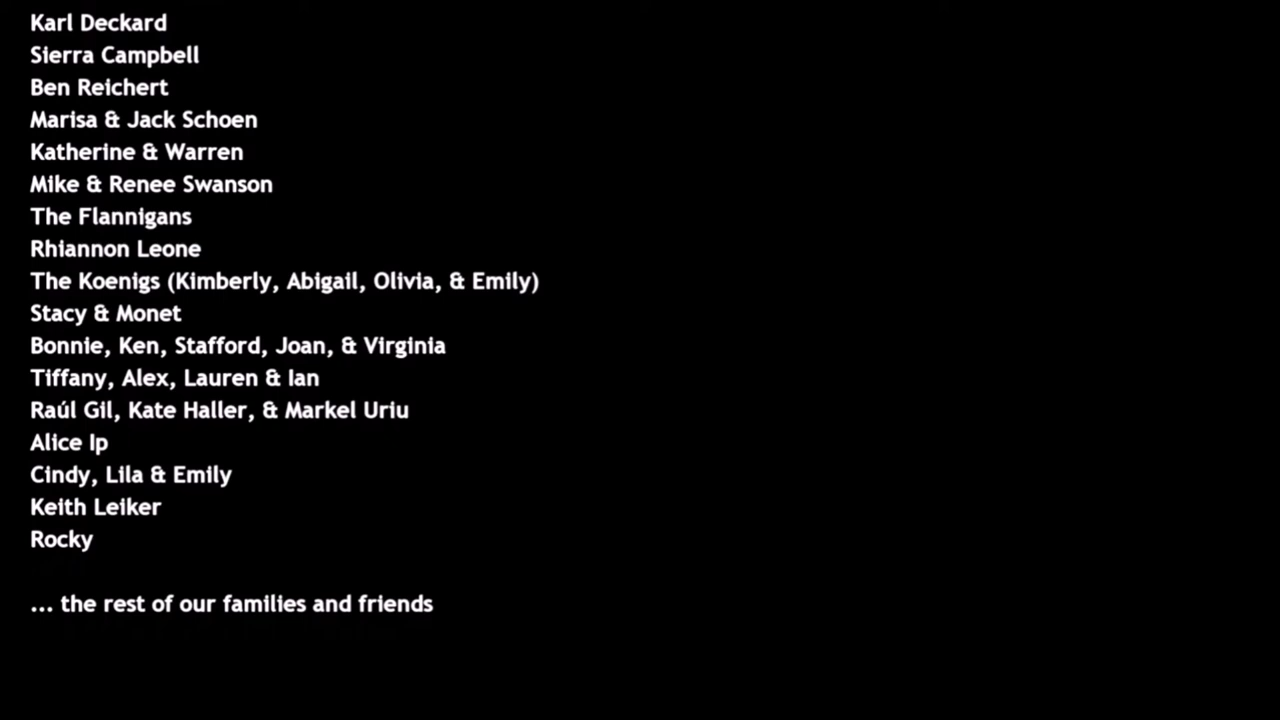 Karl Deckard
Sierra Campbell
Ben Reichert
Marisa & Jack Schoen
Katherine & Warren
Mike & Renee Swanson
The Flannigans
Rhiannon Leone
The Koenigs (Kimberly, Abigail, Olivia, & Emily)
Stacy & Monet
Bonnie, Ken, Stafford, Joan, & Virginia
Tiffany, Alex, Lauren & Ian
Raúl Gil, Kate Haller, & Markel Uriu
Alice Ip
Cindy, Lila & Emily
Keith Leiker
Rocky
... the rest of our families and friends